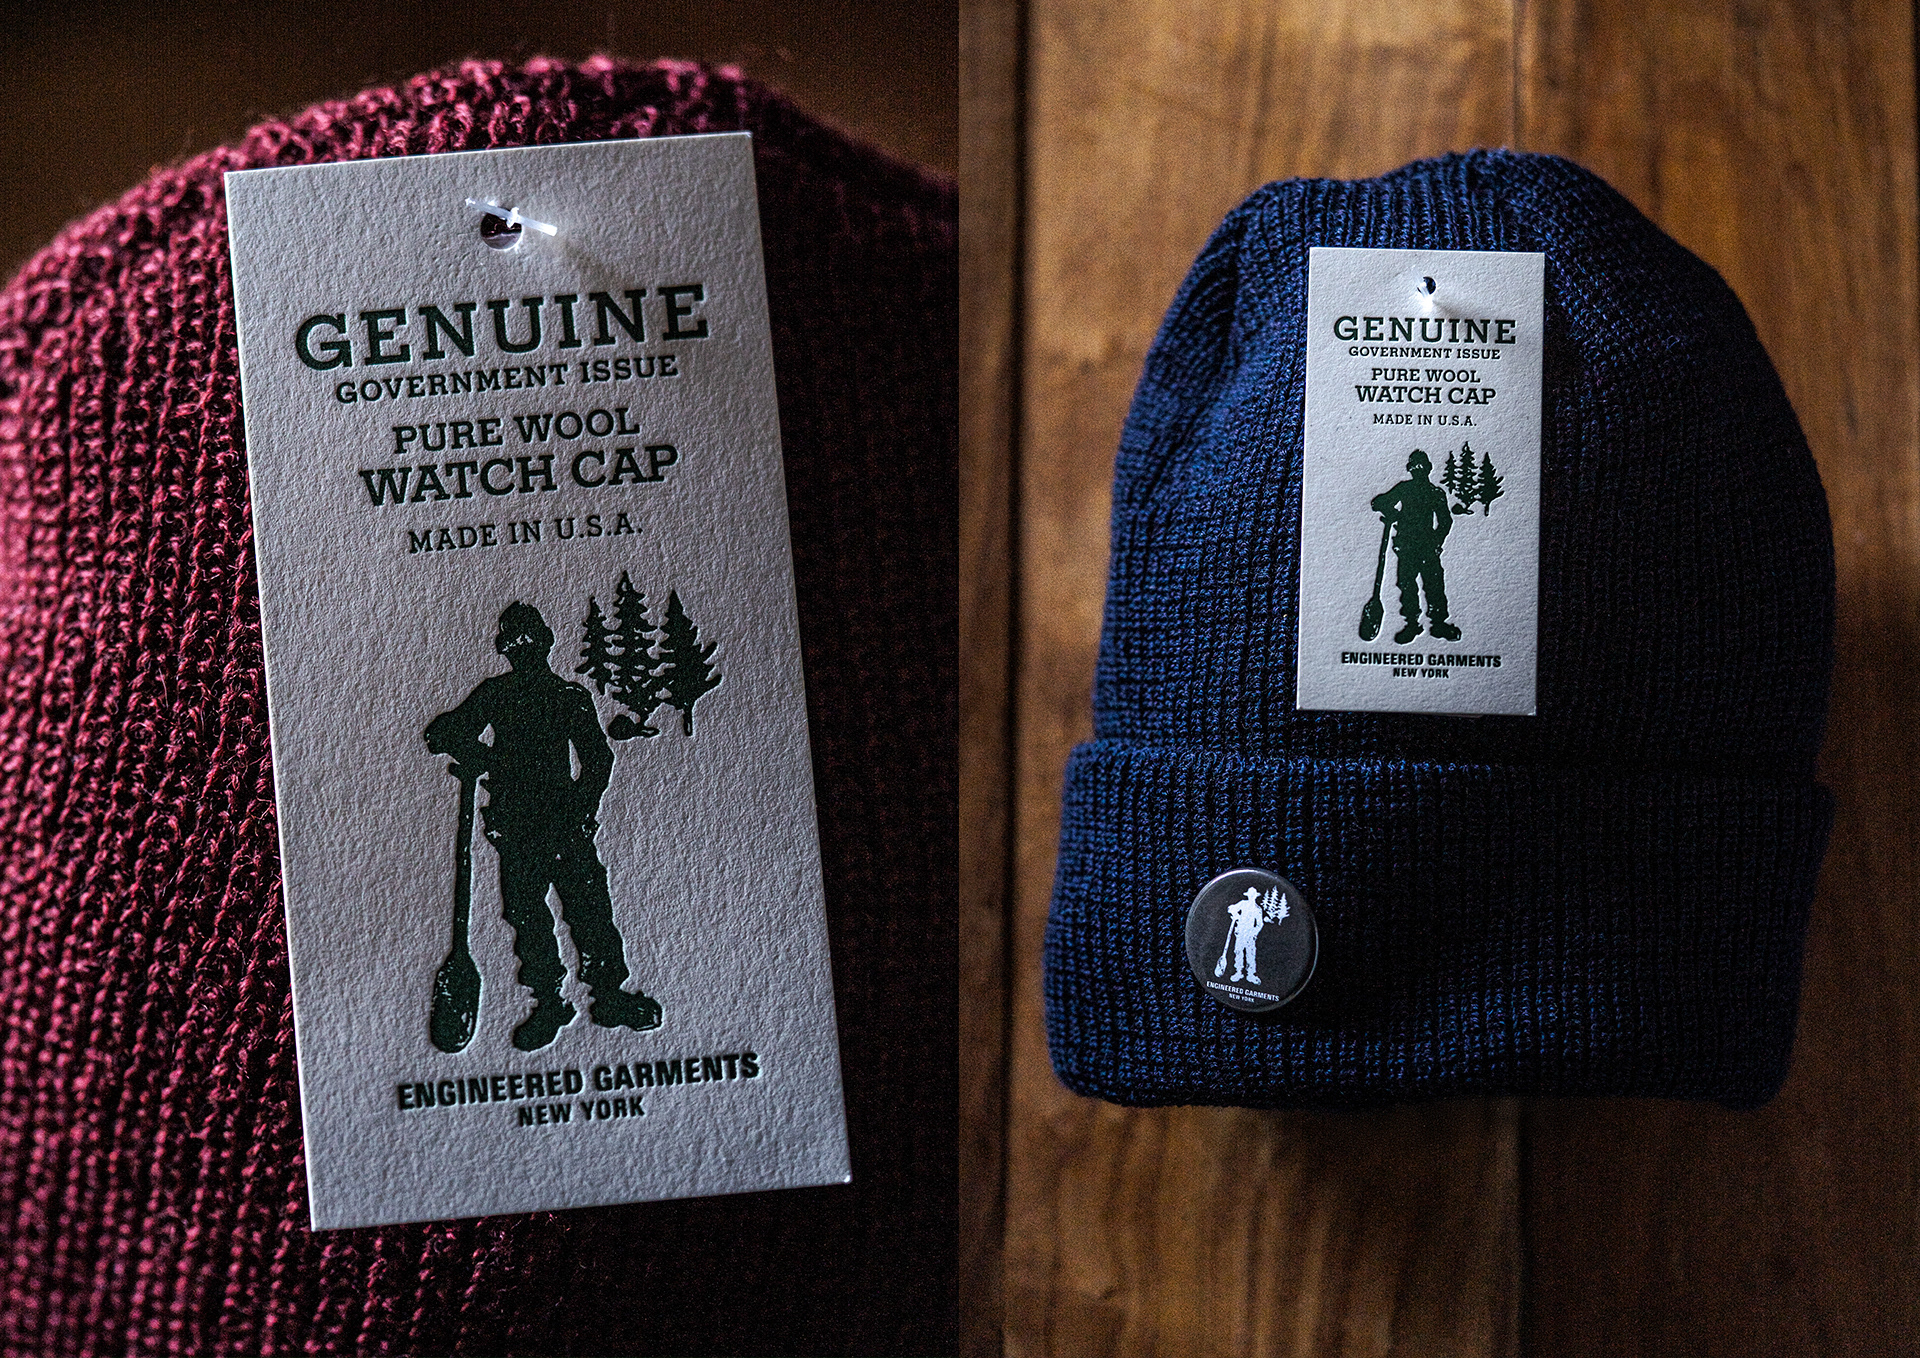 GENUINE
GOVERNMENT ISSUE
PURE WOOL
WATCH CAP
MADE IN U.S.A.
ENGINEERED GARMENTS
NEW YORK
GENUINE
GOVERNMENT ISSUE
PURE WOOL
WATCH CAP
MADE IN U.S.A.
ENGINEERED GARMENTS
NEW YORK
ENGINEERED GARMENTS
NEW YORK